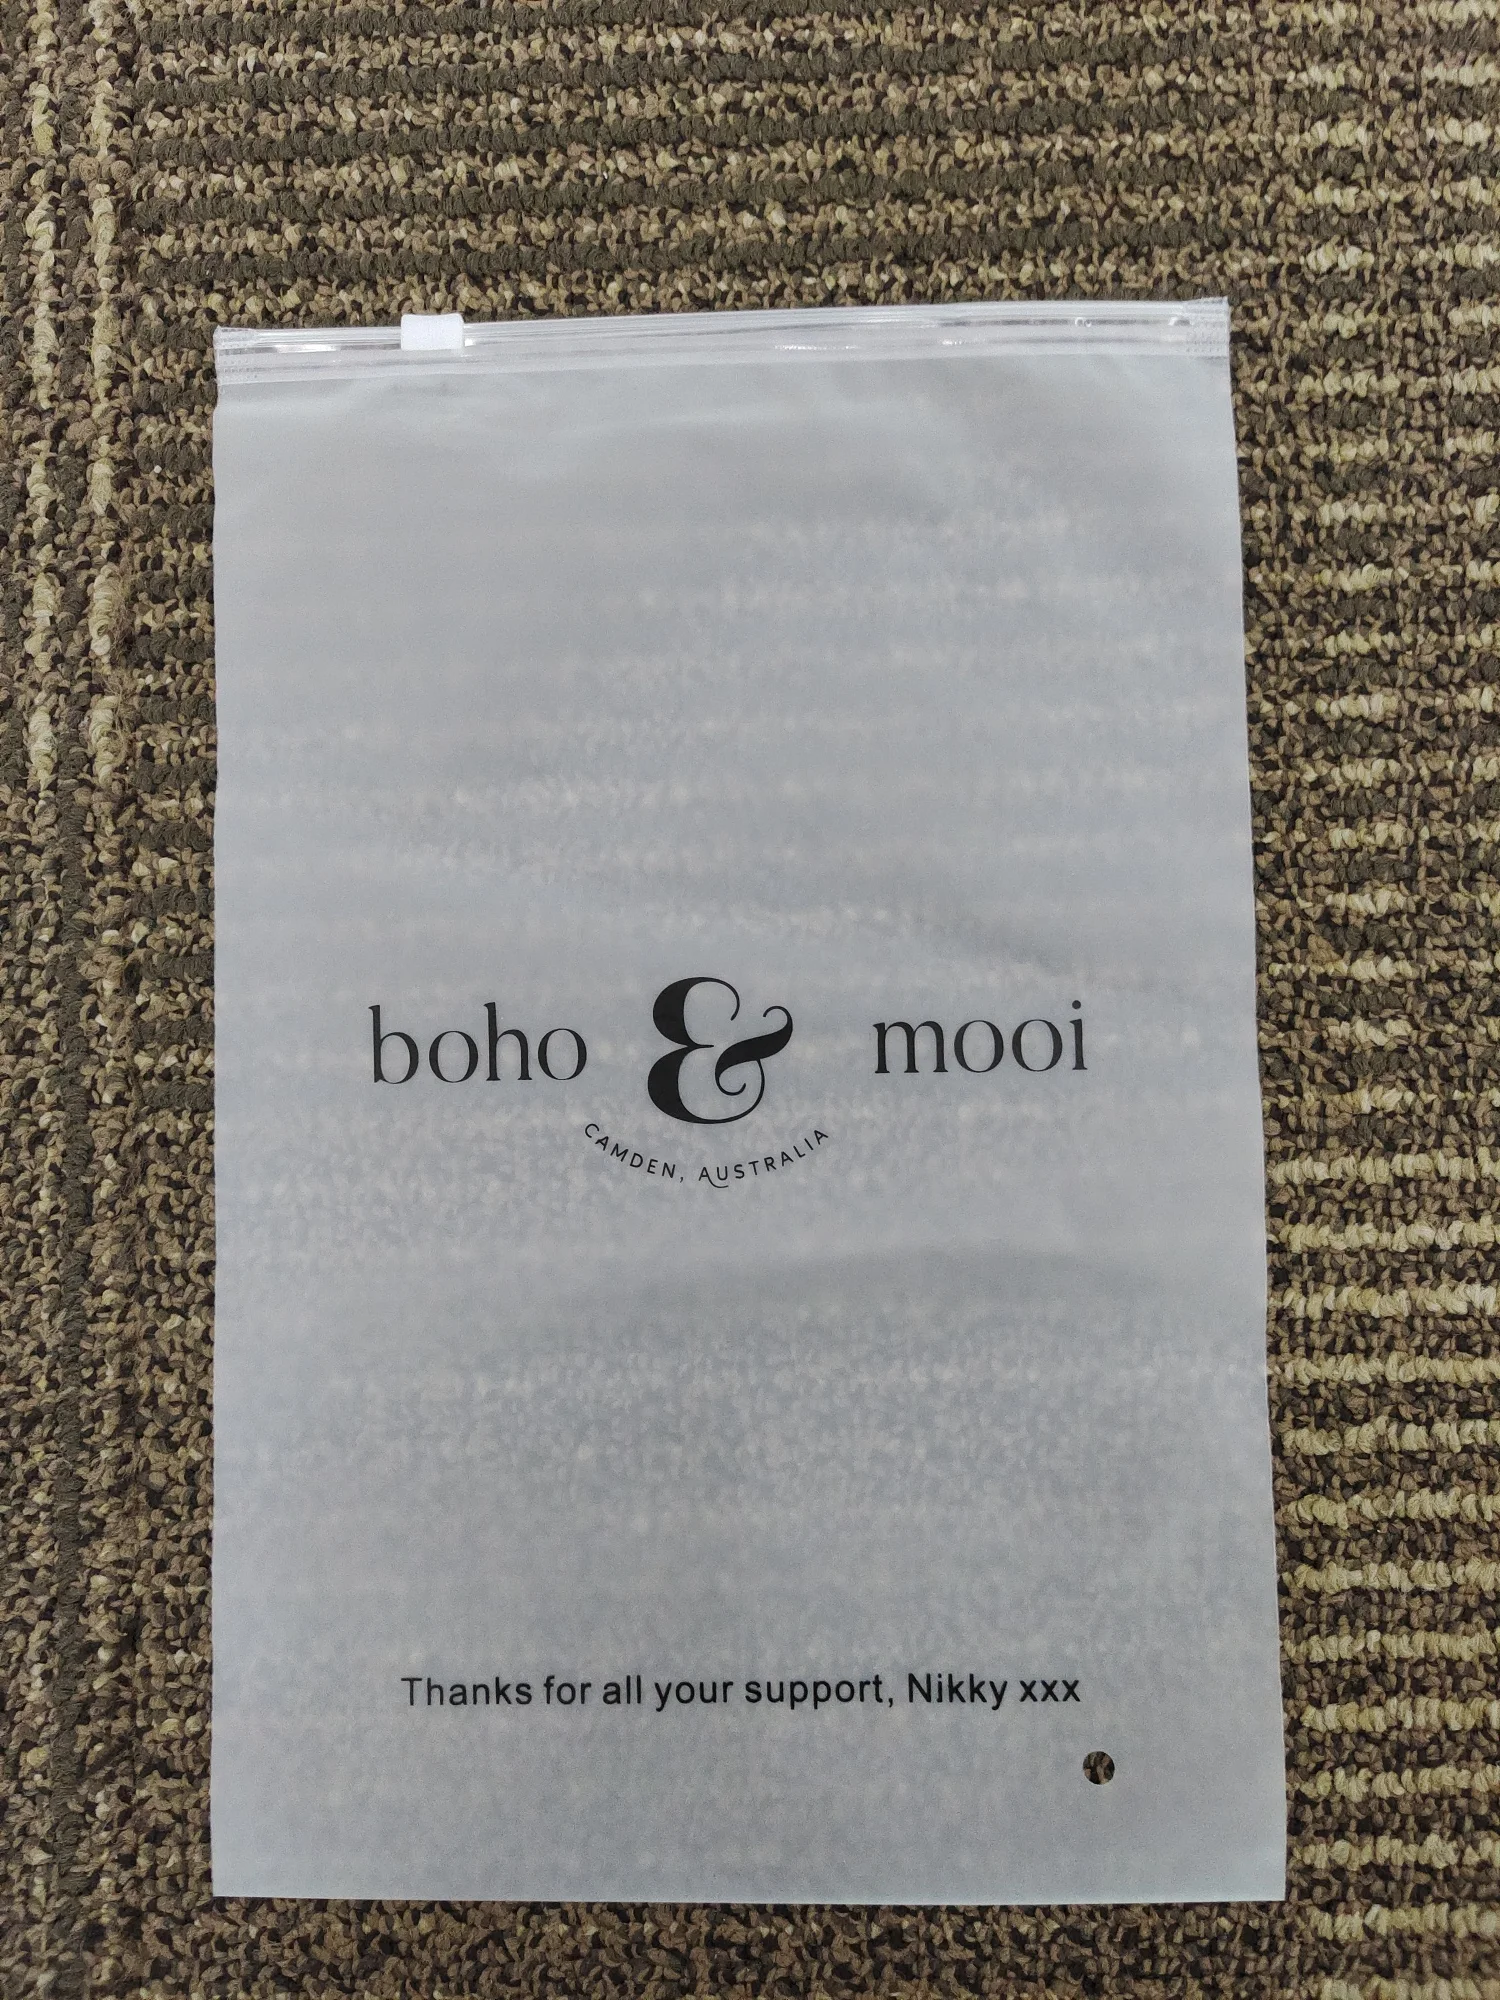 boho & mooi
CAMDEN, AUSTRALIA
Thanks for all your support, Nikky xxx